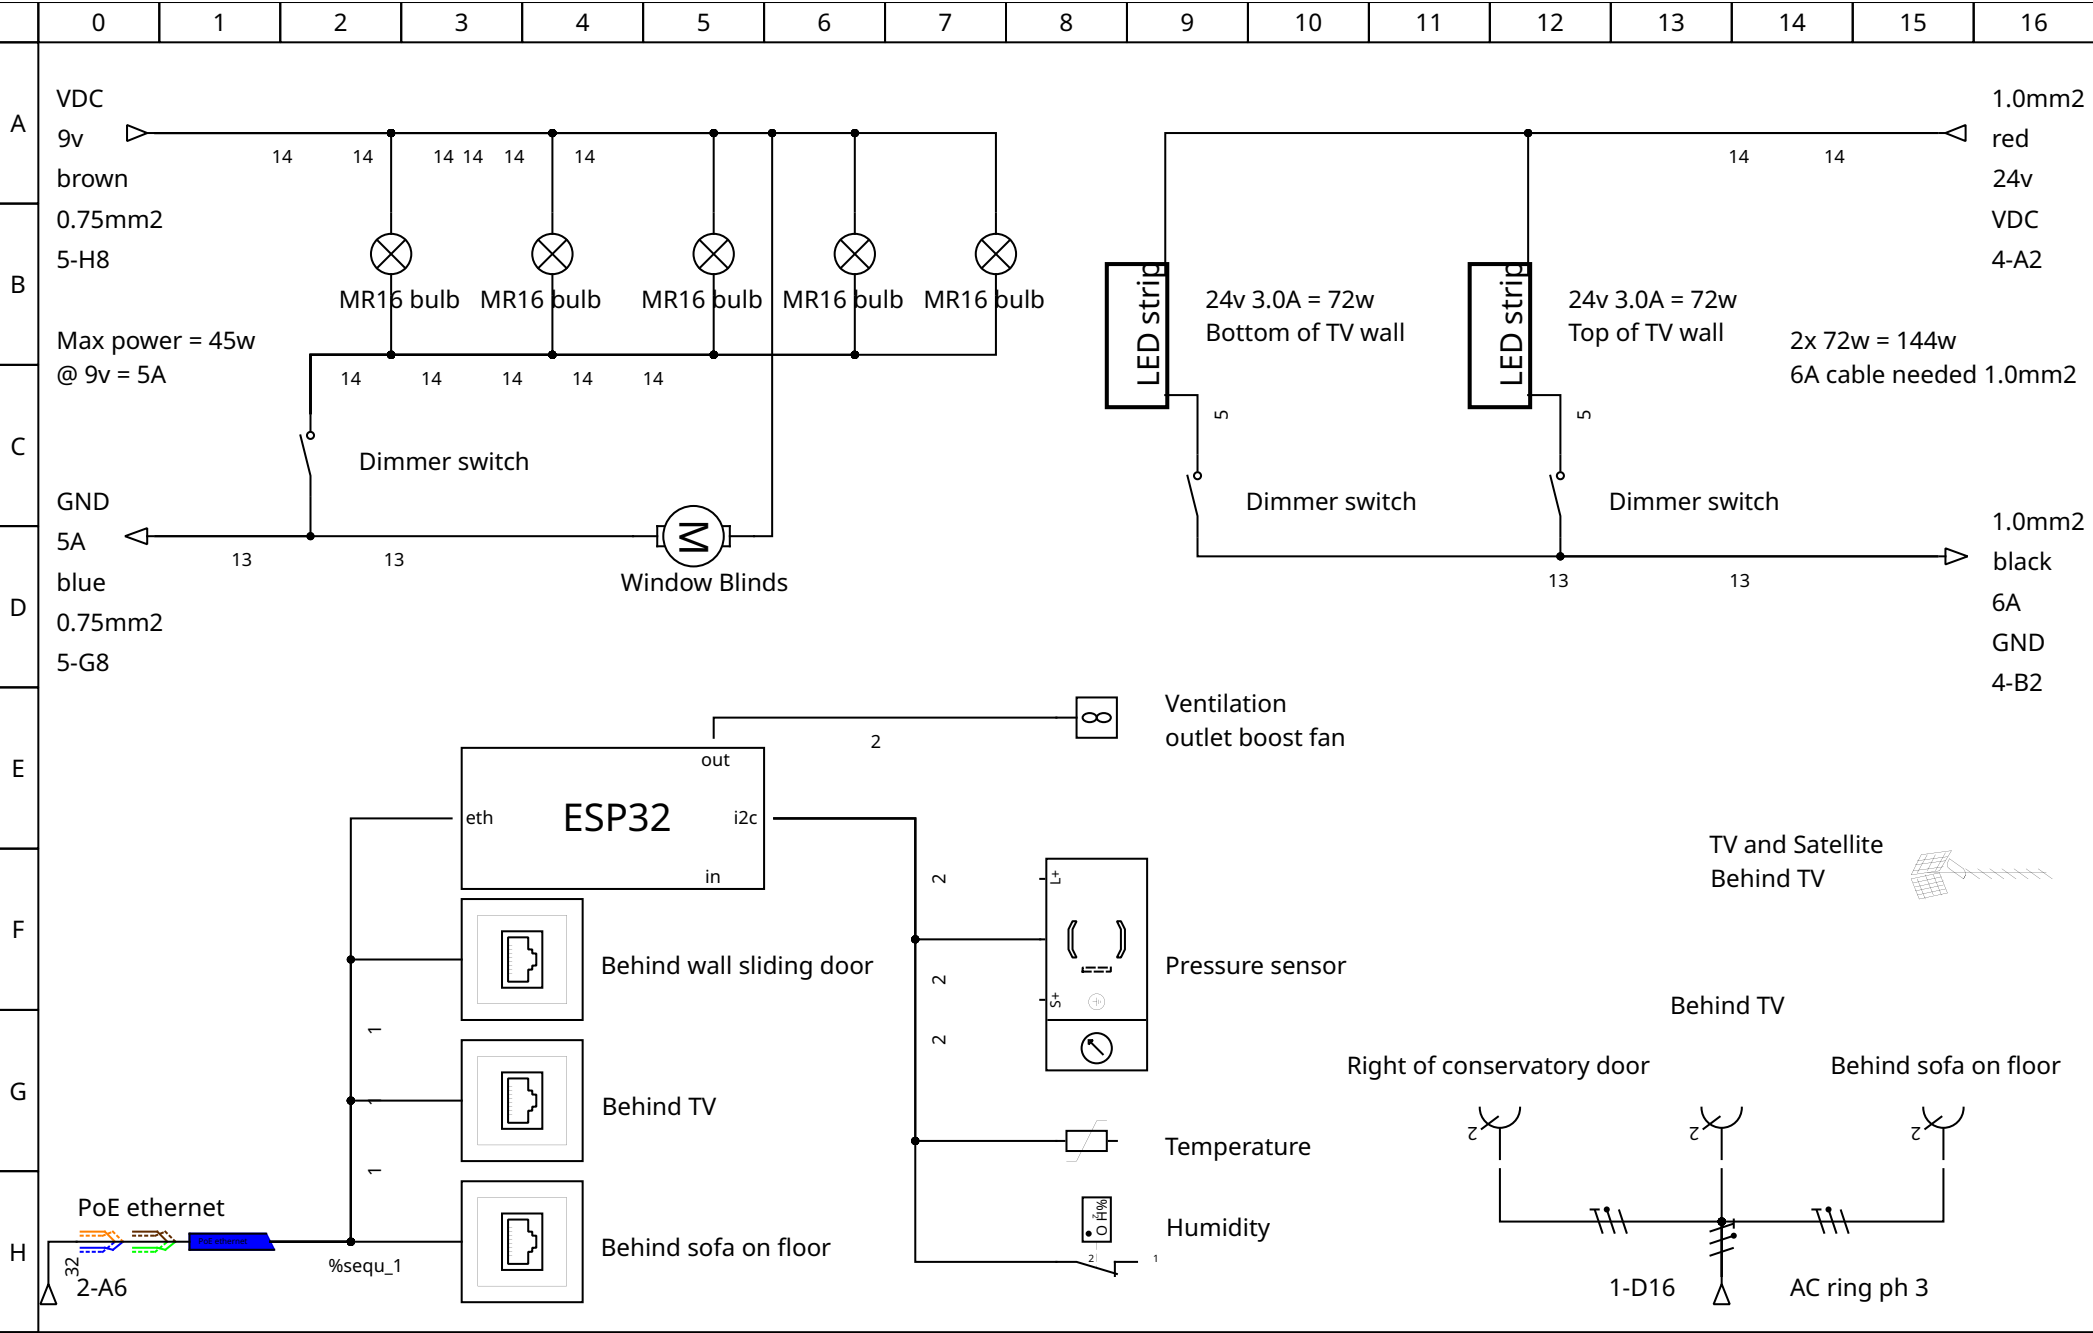 0 1 2 3 4 5 6 7 8 9 10 11 12 13 14 15 16
A
B
C
D
E
F
G
H
VDC
9v
brown
0.75mm2
5-H8
Max power = 45w
@ 9v = 5A
14 14 14 14 14 14
MR16 bulb MR16 bulb MR16 bulb MR16 bulb MR16 bulb
14 14 14 14 14
Dimmer switch
GND
5A
blue
0.75mm2
5-G8
13 13
M
Window Blinds
1.0mm2
red
24v
VDC
4-A2
14 14
LED strip
24v 3.0A = 72w
Bottom of TV wall
LED strip
24v 3.0A = 72w
Top of TV wall
2x 72w = 144w
6A cable needed 1.0mm2
5
5
Dimmer switch
Dimmer switch
13 13
1.0mm2
black
6A
GND
4-B2
Ventilation
outlet boost fan
2
out
eth
ESP32
i2c
in
TV and Satellite
Behind TV
2
L+
2
S+
2
Pressure sensor
Behind wall sliding door
1
1
Behind TV
1
Temperature
%H2O
Humidity
2 1
Behind sofa on floor
PoE ethernet
PoE ethernet
32
2-A6
%sequ_1
Behind TV
Right of conservatory door
Behind sofa on floor
2 2 2
1-D16
AC ring ph 3